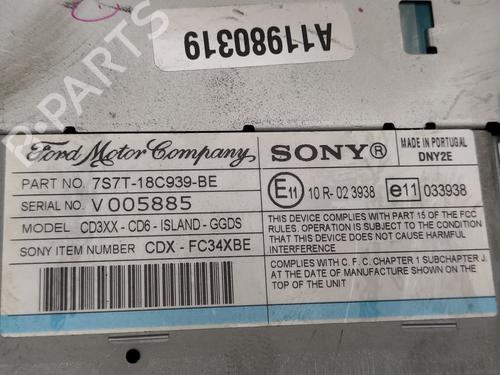 A11980319
B-PARTS
Ford Motor Company
SONY®
MADE IN PORTUGAL
DNY2E
PART NO. 7S7T-18C939-BE
SERIAL NO. V 005885
MODEL CD3XX - CD6 - ISLAND - GGDS
SONY ITEM NUMBER CDX - FC34XBE
E11 10 R- 02 3938 e11 033938
THIS DEVICE COMPLIES WITH PART 15 OF THE FCC
RULES. OPERATION IS SUBJECT TO THE CONDITION
THAT THIS DEVICE DOES NOT CAUSE HARMFUL
INTERFERENCE
COMPLIES WITH C. F. C. CHAPTER 1 SUBCHAPTER J.
AT DATE OF MANUFACTURE SHOWN ON THE TOP
OF THE UNIT